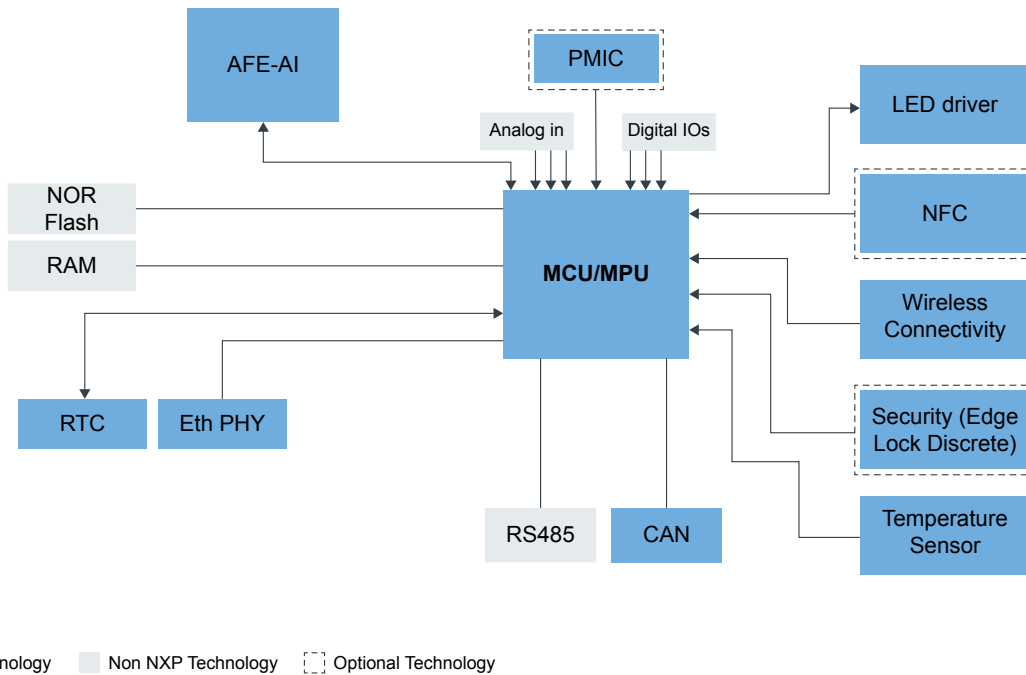 AFE-AI
PMIC
Analog in
Digital IOs
LED driver
NOR
Flash
NFC
RAM
MCU/MPU
Wireless
Connectivity
RTC
Eth PHY
Security (Edge
Lock Discrete)
RS485
CAN
Temperature
Sensor
nology
Non NXP Technology
Optional Technology